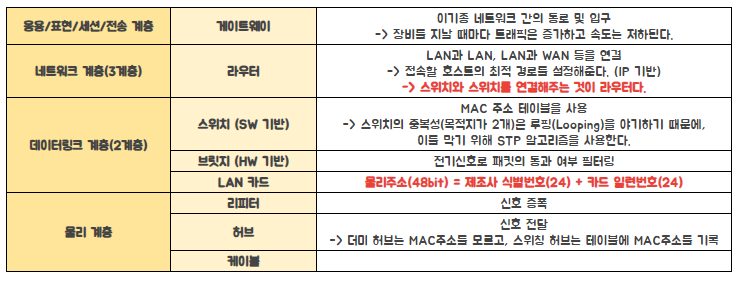 응용/표현/세션/전송 계층
게이트웨이
이기종 네트워크 간의 통로 및 입구
-> 장비를 지날 때마다 트래픽은 증가하고 속도는 저하된다.
네트워크 계층(3계층)
라우터
LAN과 LAN, LAN과 WAN 등을 연결
-> 접속할 호스트의 최적 경로를 설정해준다. (IP 기반)
-> 스위치와 스위치를 연결해주는 것이 라우터다.
데이터링크 계층(2계층)
스위치 (SW 기반)
MAC 주소 테이블을 사용
-> 스위치의 중복성(목적지가 2개)은 루핑(Looping)을 야기하기 때문에,
이를 막기 위해 STP 알고리즘을 사용한다.
브릿지 (HW 기반)
전기신호로 패킷의 통과 여부 필터링
LAN 카드
물리주소(48bit) = 제조사 식별번호(24) + 카드 일련번호(24)
물리 계층
리피터
신호 증폭
허브
신호 전달
-> 더미 허브는 MAC주소를 모르고, 스위칭 허브는 테이블에 MAC주소를 기록
케이블